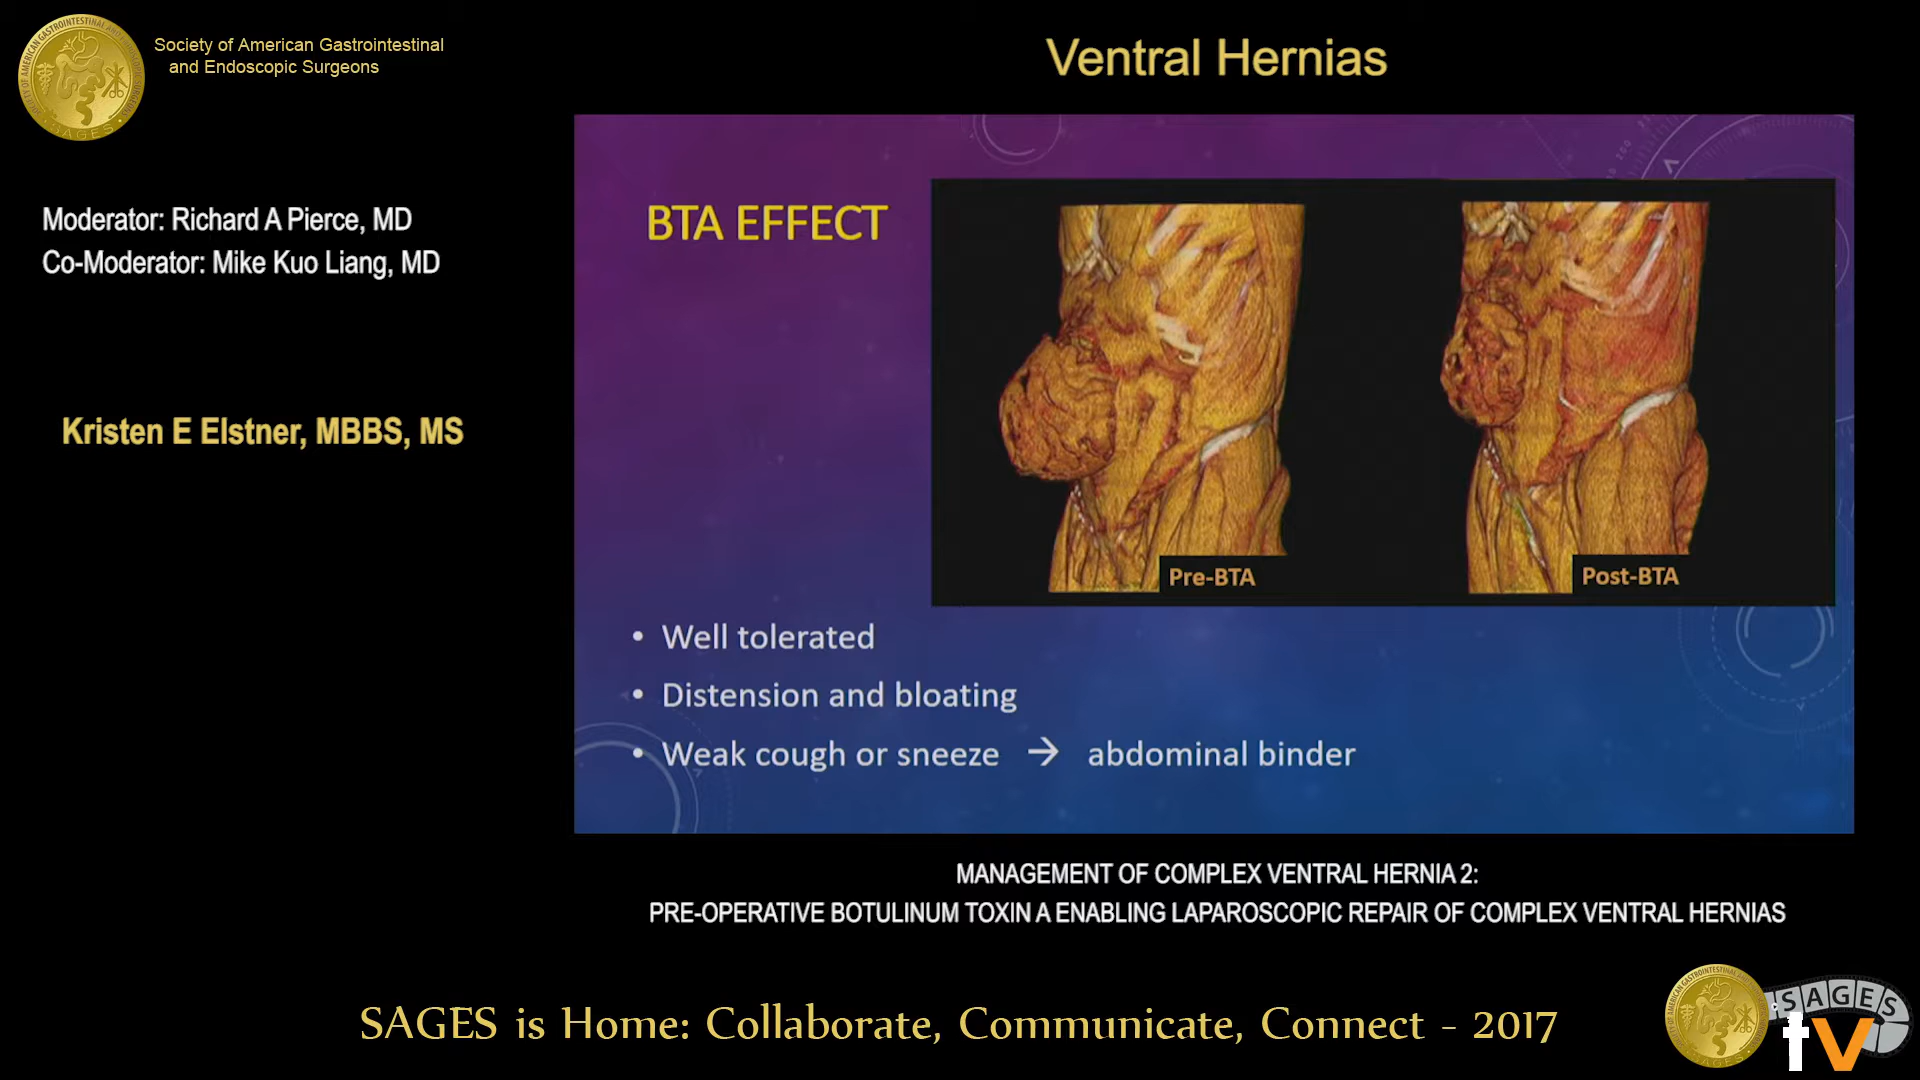 Society of American Gastrointestinal
and Endoscopic Surgeons
Ventral Hernias
Moderator: Richard A Pierce, MD
Co-Moderator: Mike Kuo Liang, MD
Kristen E Elstner, MBBS, MS
BTA EFFECT
Pre-BTA
Post-BTA
• Well tolerated
• Distension and bloating
• Weak cough or sneeze → abdominal binder
MANAGEMENT OF COMPLEX VENTRAL HERNIA 2:
PRE-OPERATIVE BOTULINUM TOXIN A ENABLING LAPAROSCOPIC REPAIR OF COMPLEX VENTRAL HERNIAS
SAGES is Home: Collaborate, Communicate, Connect - 2017
SAGES
tv